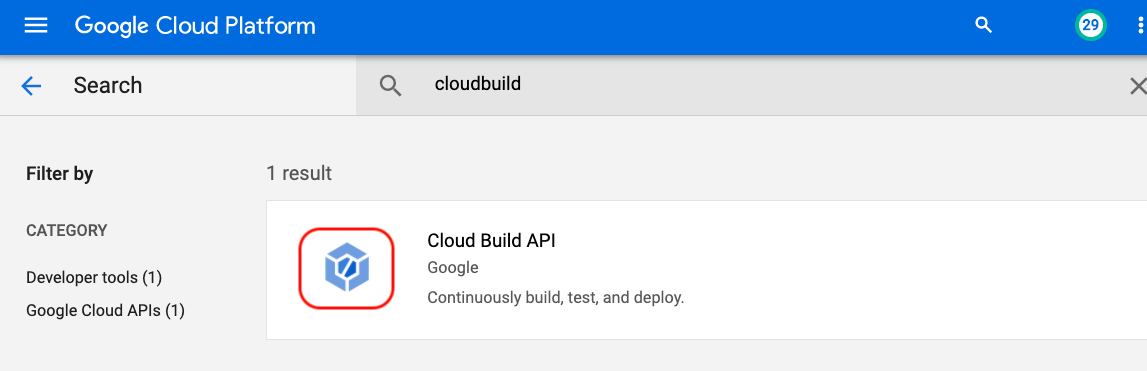 Google Cloud Platform
29
Search
cloudbuild
Filter by
1 result
CATEGORY
Developer tools (1)
Google Cloud APIs (1)
Cloud Build API
Google
Continuously build, test, and deploy.